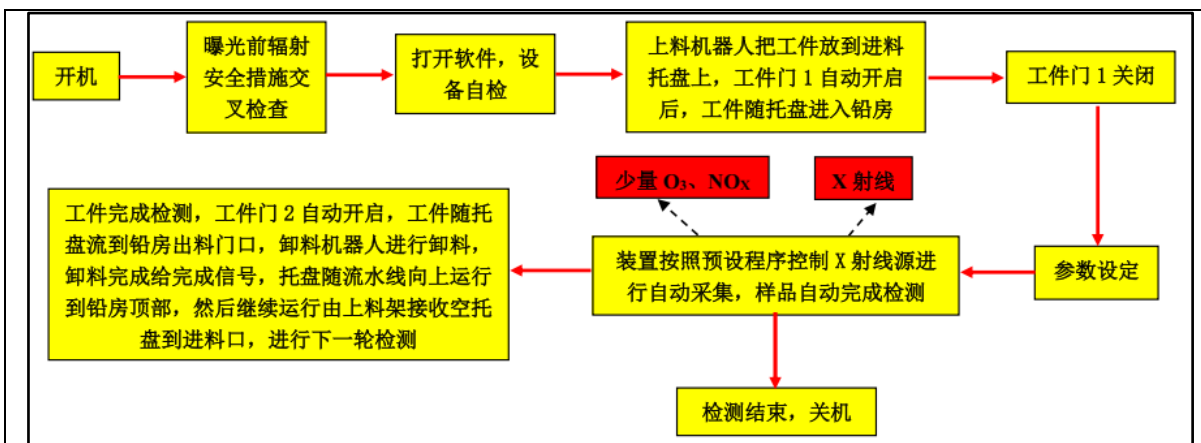 开机
曝光前辐射
安全措施交
叉检查
打开软件，设
备自检
上料机器人把工件放到进料
托盘上，工件门 1 自动开启
后，工件随托盘进入铅房
工件门 1 关闭
参数设定
少量 O₃、NOX
X 射线
装置按照预设程序控制 X 射线源进
行自动采集，样品自动完成检测
工件完成检测，工件门 2 自动开启，工件随托
盘流到铅房出料门口，卸料机器人进行卸料，
卸料完成给完成信号，托盘随流水线向上运行
到铅房顶部，然后继续运行由上料架接收空托
盘到进料口，进行下一轮检测
检测结束，关机